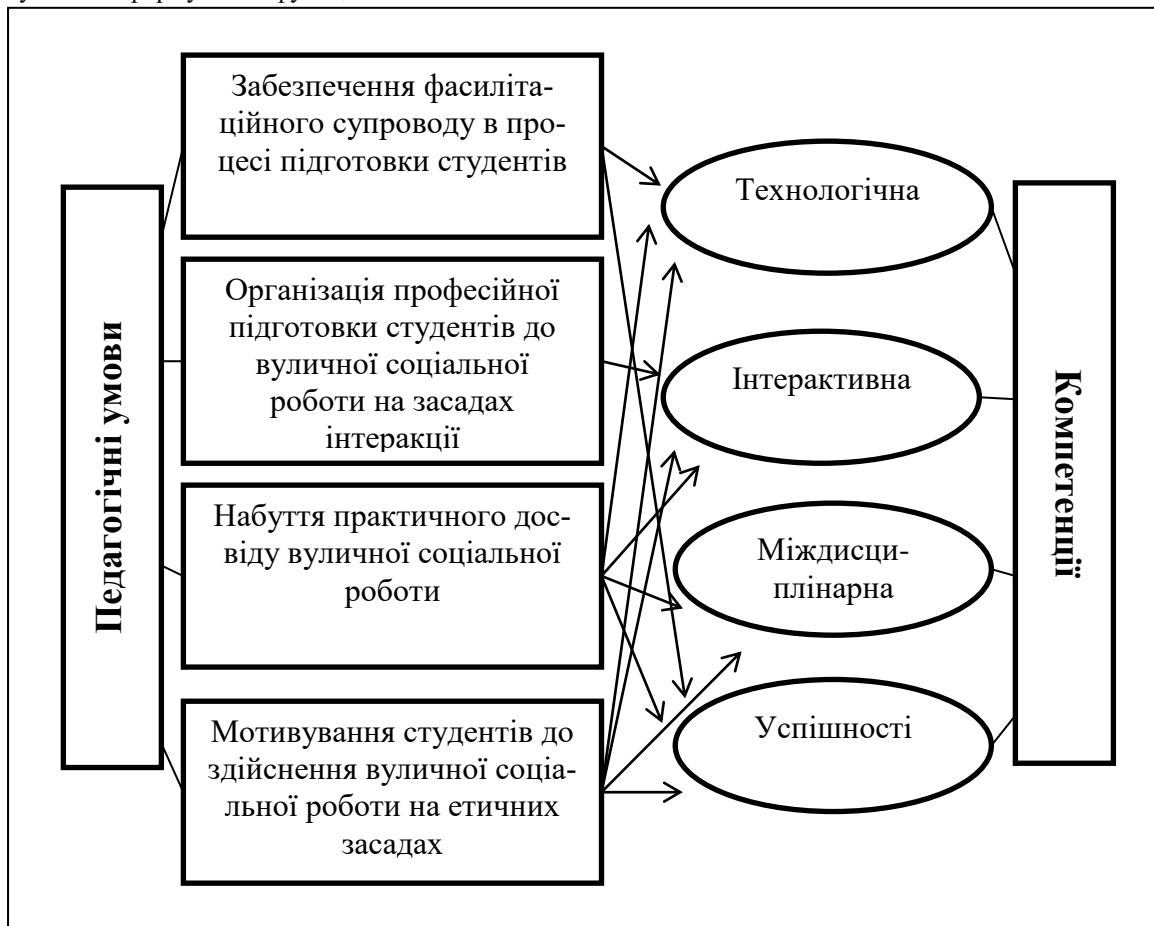 Педагогічні умови
Забезпечення фасиліта-
ційного супроводу в про-
цесі підготовки студентів
Організація професійної
підготовки студентів до
вуличної соціальної
роботи на засадах
інтеракції
Набуття практичного дос-
віду вуличної соціальної
роботи
Мотивування студентів до
здійснення вуличної соціа-
льної роботи на етичних
засадах
Технологічна
Інтерактивна
Міждисци-
плінарна
Успішності
Компетенції